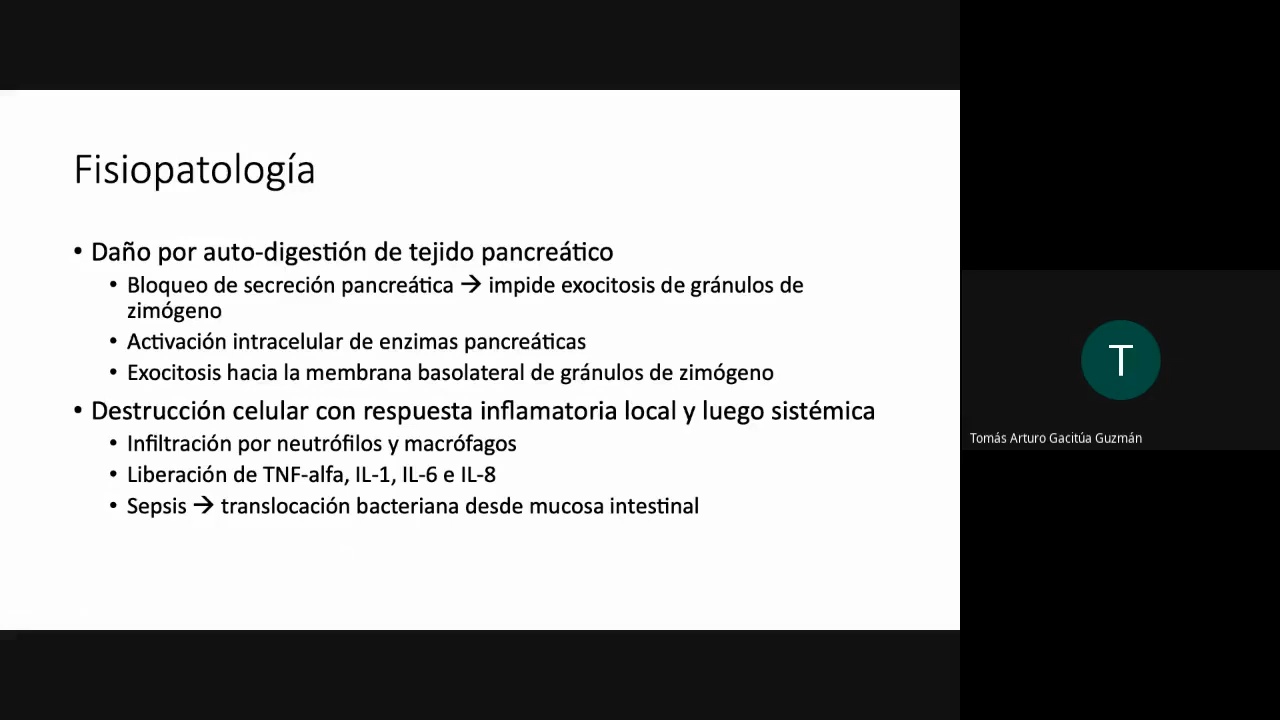 Fisiopatología
• Daño por auto-digestión de tejido pancreático
• Bloqueo de secreción pancreática → impide exocitosis de gránulos de
zimógeno
• Activación intracelular de enzimas pancreáticas
• Exocitosis hacia la membrana basolateral de gránulos de zimógeno
• Destrucción celular con respuesta inflamatoria local y luego sistémica
• Infiltración por neutrófilos y macrófagos
• Liberación de TNF-alfa, IL-1, IL-6 e IL-8
• Sepsis → translocación bacteriana desde mucosa intestinal
T
Tomás Arturo Gacitúa Guzmán